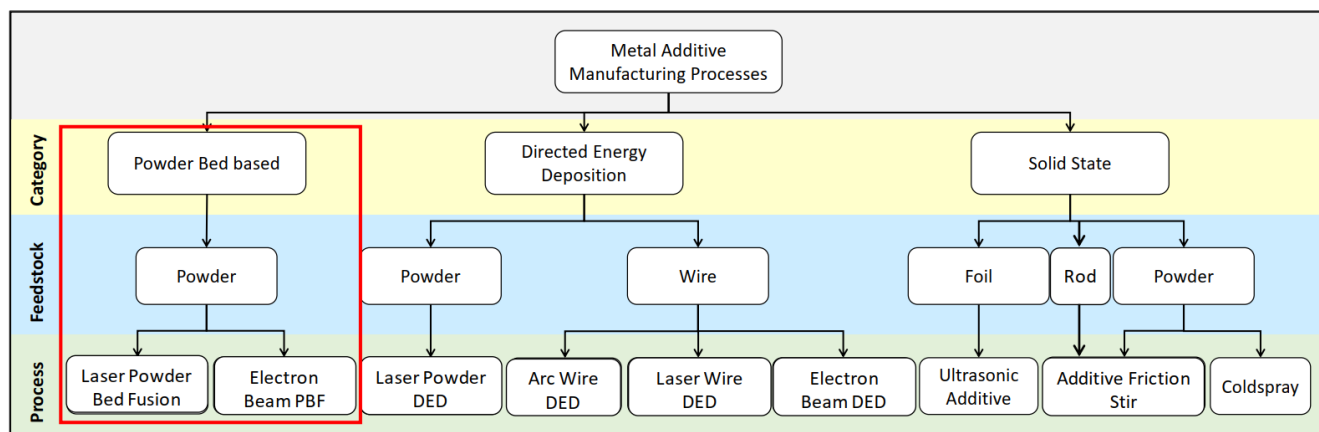 Metal Additive
Manufacturing Processes
Category
Powder Bed based
Directed Energy
Deposition
Solid State
Feedstock
Powder
Powder
Wire
Foil
Rod
Powder
Process
Laser Powder
Bed Fusion
Electron
Beam PBF
Laser Powder
DED
Arc Wire
DED
Laser Wire
DED
Electron
Beam DED
Ultrasonic
Additive
Additive Friction
Stir
Coldspray